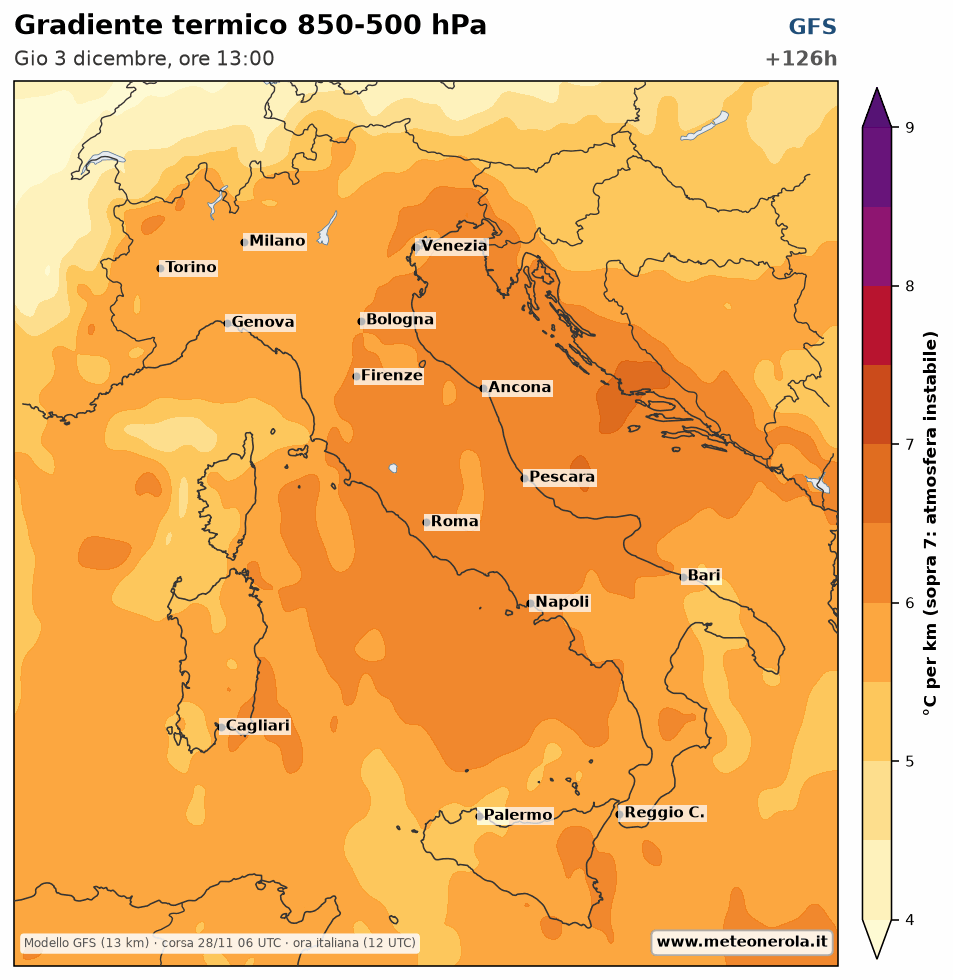 Gradiente termico 850-500 hPa
GFS
Gio 3 dicembre, ore 13:00
+126h
Milano
Venezia
Torino
Genova
Bologna
Firenze
Ancona
Pescara
Roma
Bari
Napoli
Cagliari
Palermo
Reggio C.
9
8
7
6
5
4
°C per km (sopra 7: atmosfera instabile)
Modello GFS (13 km) · corsa 28/11 06 UTC · ora italiana (12 UTC)
www.meteonerola.it